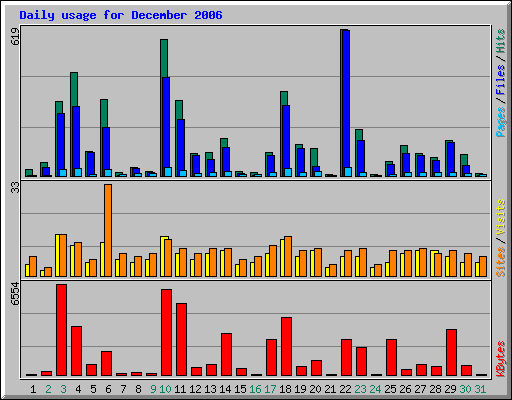 Daily usage for December 2006
619
Pages / Files / Hits
33
Sites / Visits
6554
KBytes
1 2 3 4 5 6 7 8 9 10 11 12 13 14 15 16 17 18 19 20 21 22 23 24 25 26 27 28 29 30 31